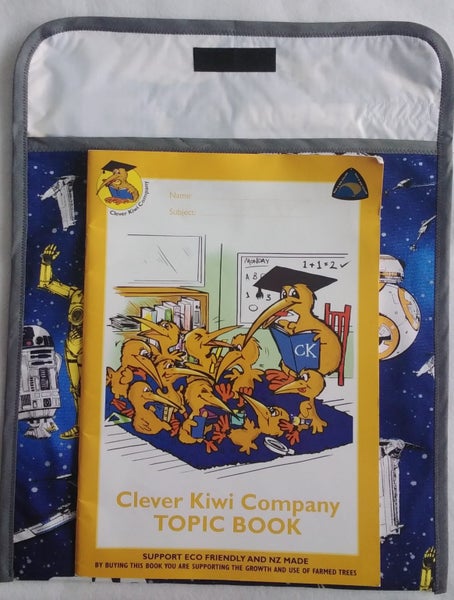 Clever Kiwi Company
Name
Subject:
MONDAY
1+1=2 ✓
A B
3
CK
Clever Kiwi Company
TOPIC BOOK
SUPPORT ECO FRIENDLY AND NZ MADE
BY BUYING THIS BOOK YOU ARE SUPPORTING THE GROWTH AND USE OF FARMED TREES